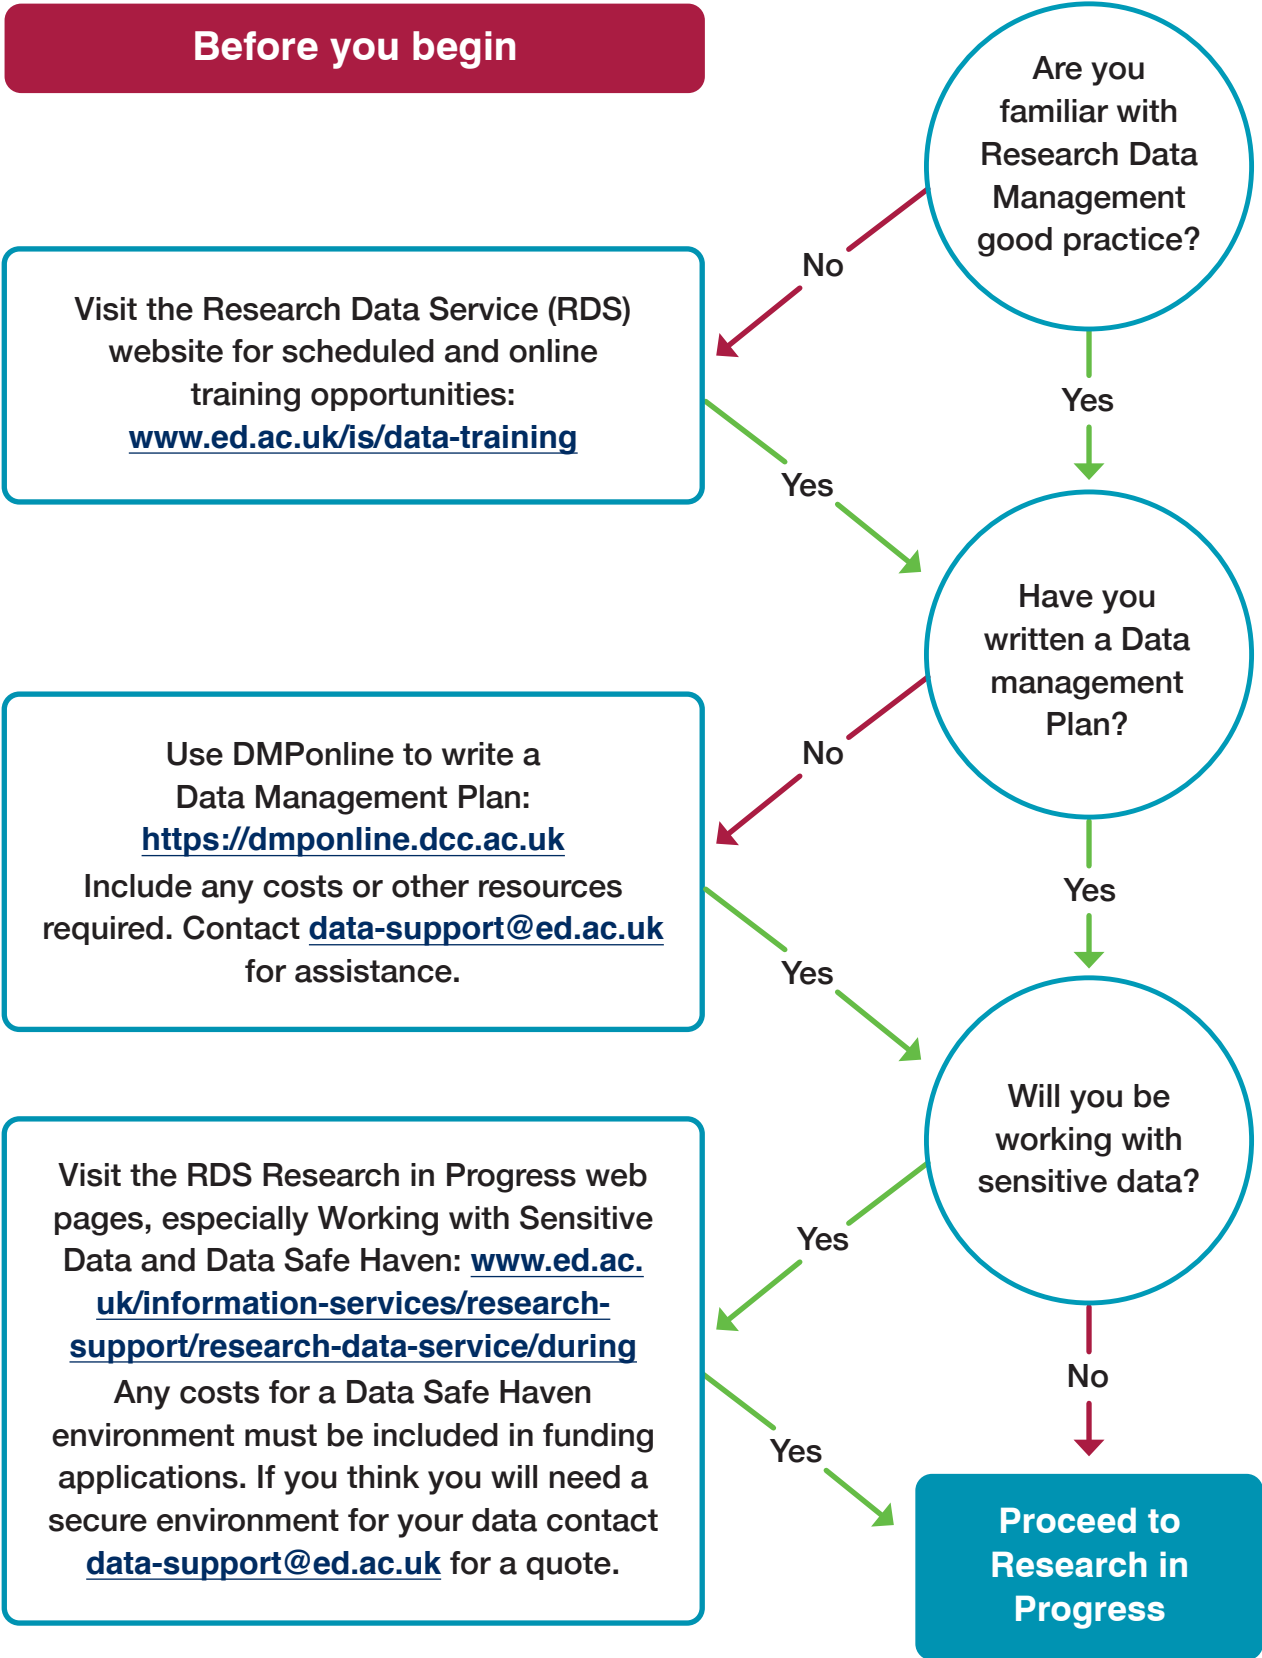 Before you begin
Are you
familiar with
Research Data
Management
good practice?
No
Yes
Visit the Research Data Service (RDS)
website for scheduled and online
training opportunities:
www.ed.ac.uk/is/data-training
Yes
Have you
written a Data
management
Plan?
No
Yes
Use DMPonline to write a
Data Management Plan:
https://dmponline.dcc.ac.uk
Include any costs or other resources
required. Contact data-support@ed.ac.uk
for assistance.
Yes
Will you be
working with
sensitive data?
Yes
No
Visit the RDS Research in Progress web
pages, especially Working with Sensitive
Data and Data Safe Haven: www.ed.ac.
uk/information-services/research-
support/research-data-service/during
Any costs for a Data Safe Haven
environment must be included in funding
applications. If you think you will need a
secure environment for your data contact
data-support@ed.ac.uk for a quote.
Yes
Proceed to
Research in
Progress